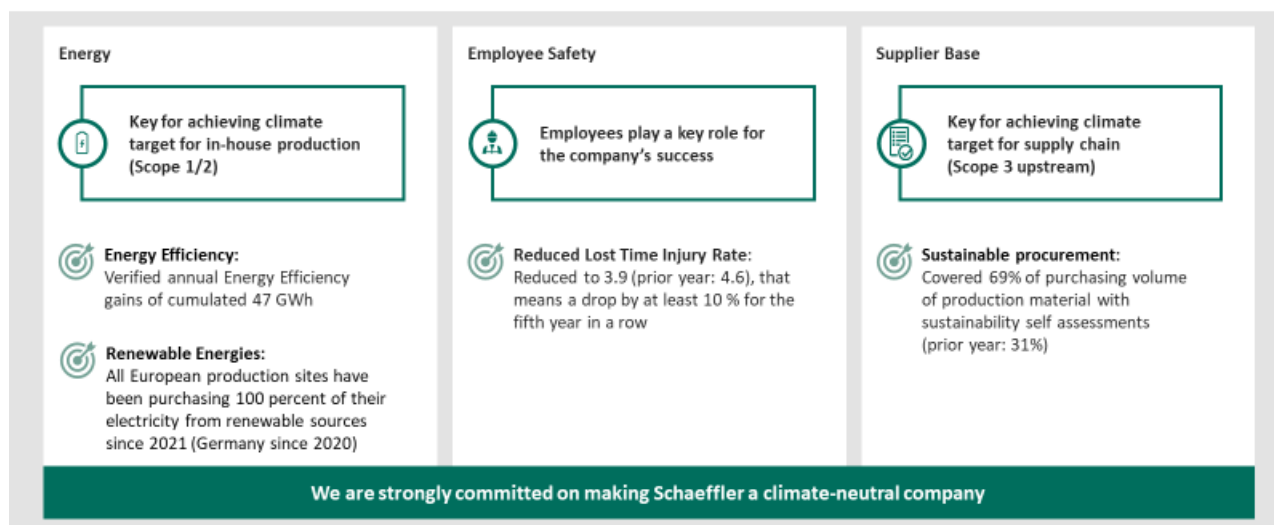 Energy
Key for achieving climate
target for in-house production
(Scope 1/2)
Energy Efficiency:
Verified annual Energy Efficiency
gains of cumulated 47 GWh
Renewable Energies:
All European production sites have
been purchasing 100 percent of their
electricity from renewable sources
since 2021 (Germany since 2020)
Employee Safety
Employees play a key role for
the company's success
Reduced Lost Time Injury Rate:
Reduced to 3.9 (prior year: 4.6), that
means a drop by at least 10 % for the
fifth year in a row
Supplier Base
Key for achieving climate
target for supply chain
(Scope 3 upstream)
Sustainable procurement:
Covered 69% of purchasing volume
of production material with
sustainability self assessments
(prior year: 31%)
We are strongly committed on making Schaeffler a climate-neutral company